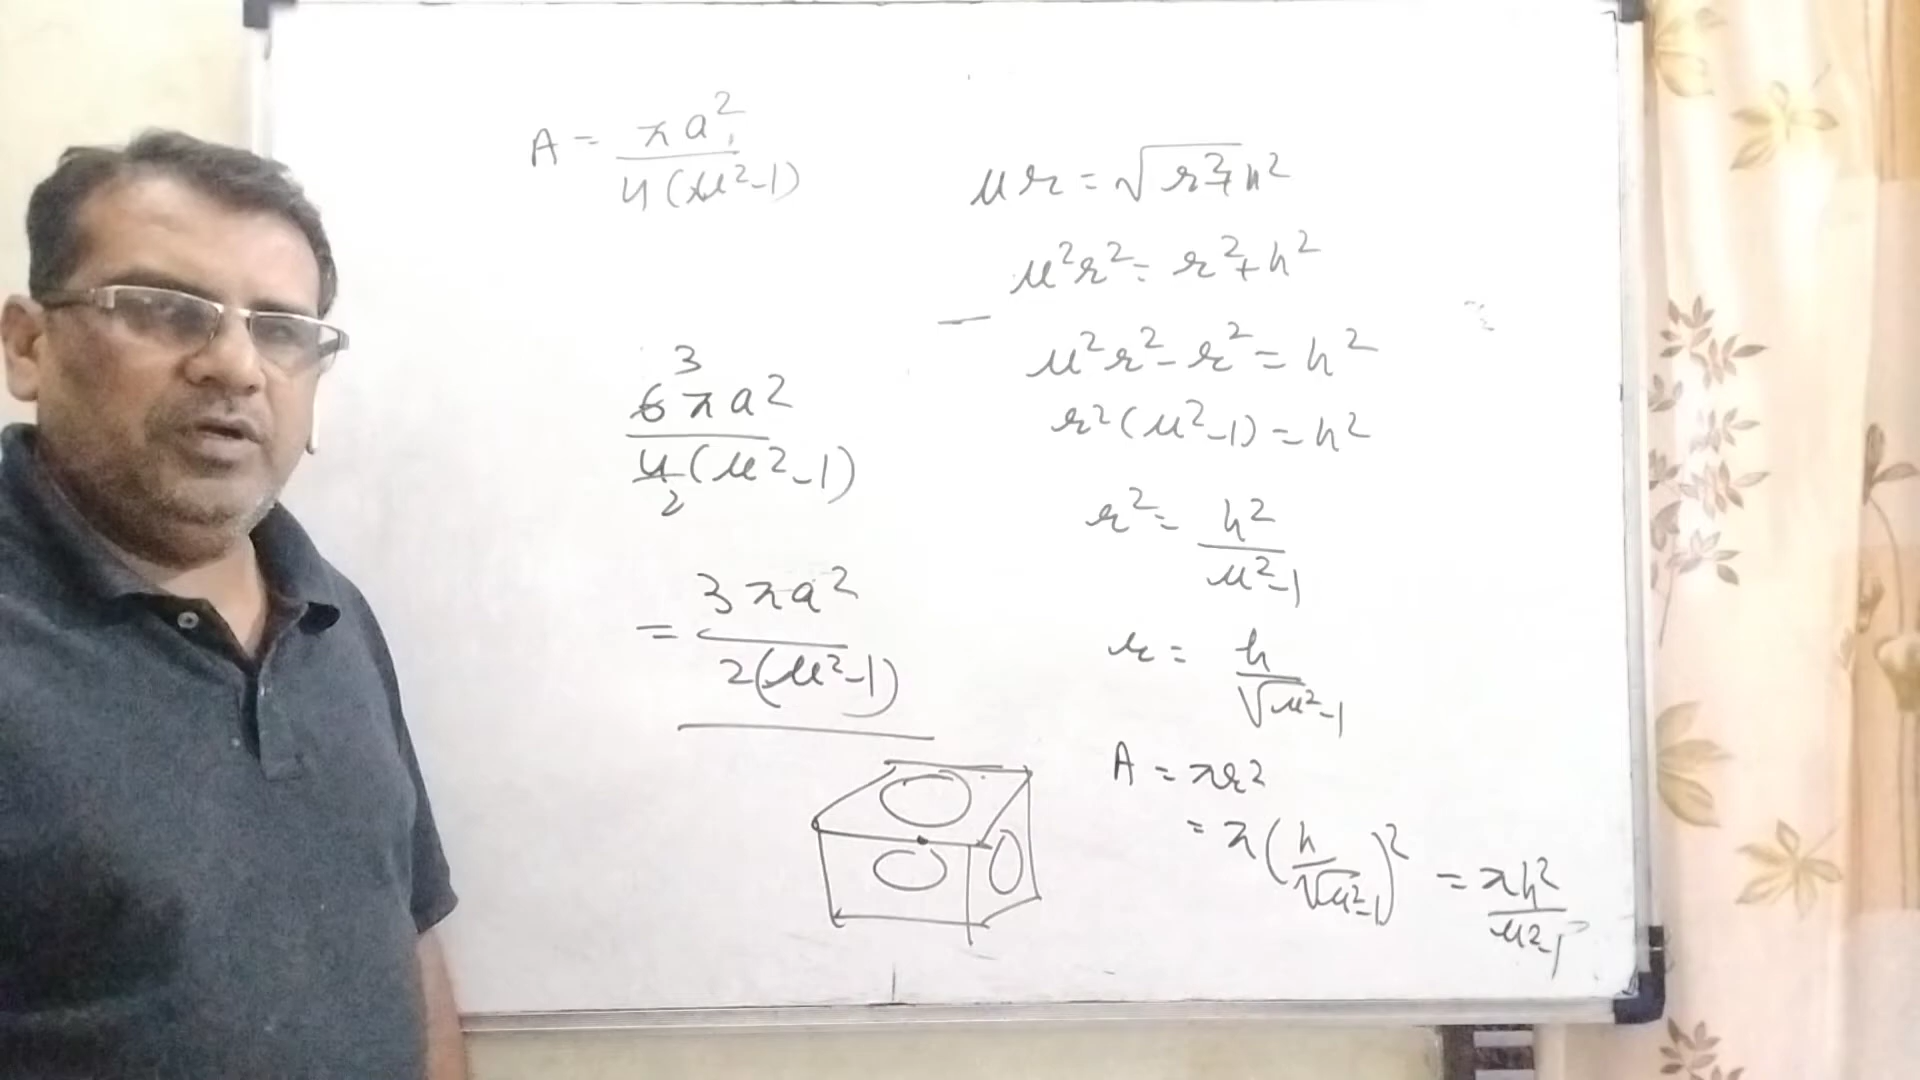 A = πa²/4(μ²-1)
6πa²/4(μ²-1)
3
2
= 3πa²/2(μ²-1)
μr = √r²+h²
μ²r² = r²+h²
μ²r² - r² = h²
r²(μ²-1) = h²
r² = h²/μ²-1
r = h/√μ²-1
A = πr²
= π(h/√μ²-1)² = πh²/μ²-1